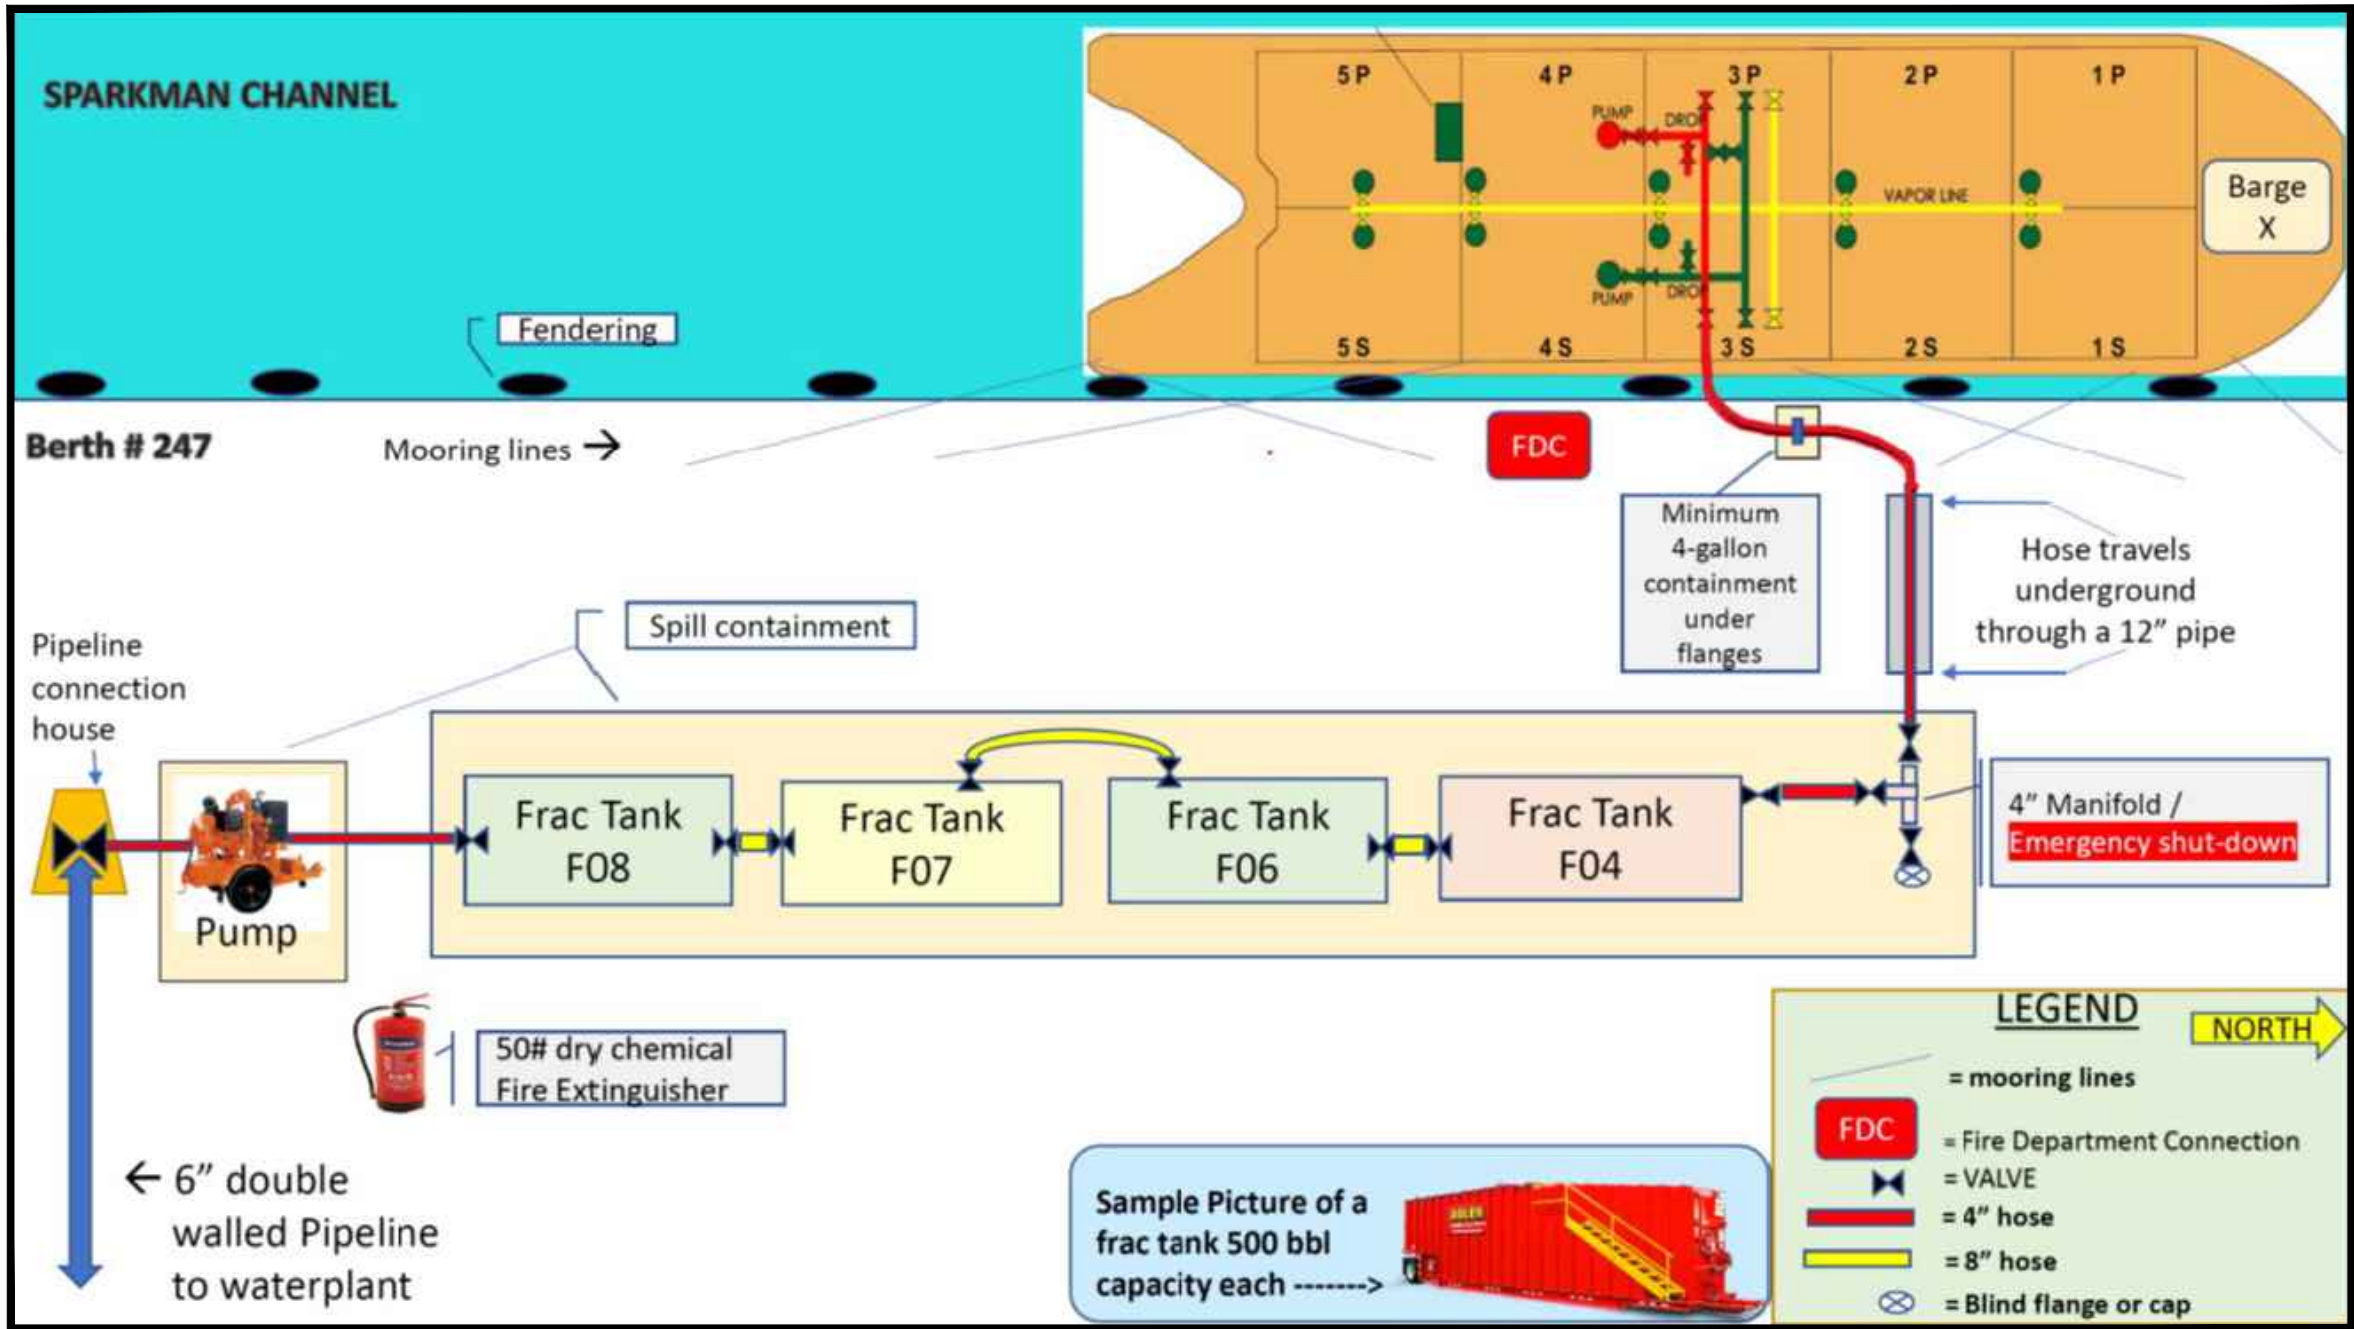 SPARKMAN CHANNEL
5 P
4 P
3 P
2 P
1 P
PUMP
DROP
VAPOR LINE
Barge
X
PUMP
DROP
5 S
4 S
3 S
2 S
1 S
Fendering
Berth # 247
Mooring lines →
FDC
Minimum
4-gallon
containment
under
flanges
Hose travels
underground
through a 12” pipe
Spill containment
Pipeline
connection
house
Pump
Frac Tank
F08
Frac Tank
F07
Frac Tank
F06
Frac Tank
F04
4” Manifold /
Emergency shut-down
50# dry chemical
Fire Extinguisher
← 6” double
walled Pipeline
to waterplant
Sample Picture of a
frac tank 500 bbl
capacity each ------->
LEGEND
NORTH
= mooring lines
FDC
= Fire Department Connection
= VALVE
= 4” hose
= 8” hose
= Blind flange or cap